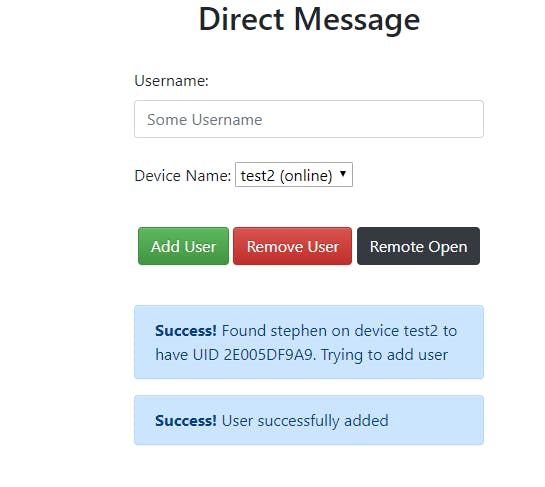 Direct Message
Username:
Some Username
Device Name: test2 (online)
Add User Remove User Remote Open
Success! Found stephen on device test2 to
have UID 2E005DF9A9. Trying to add user
Success! User successfully added